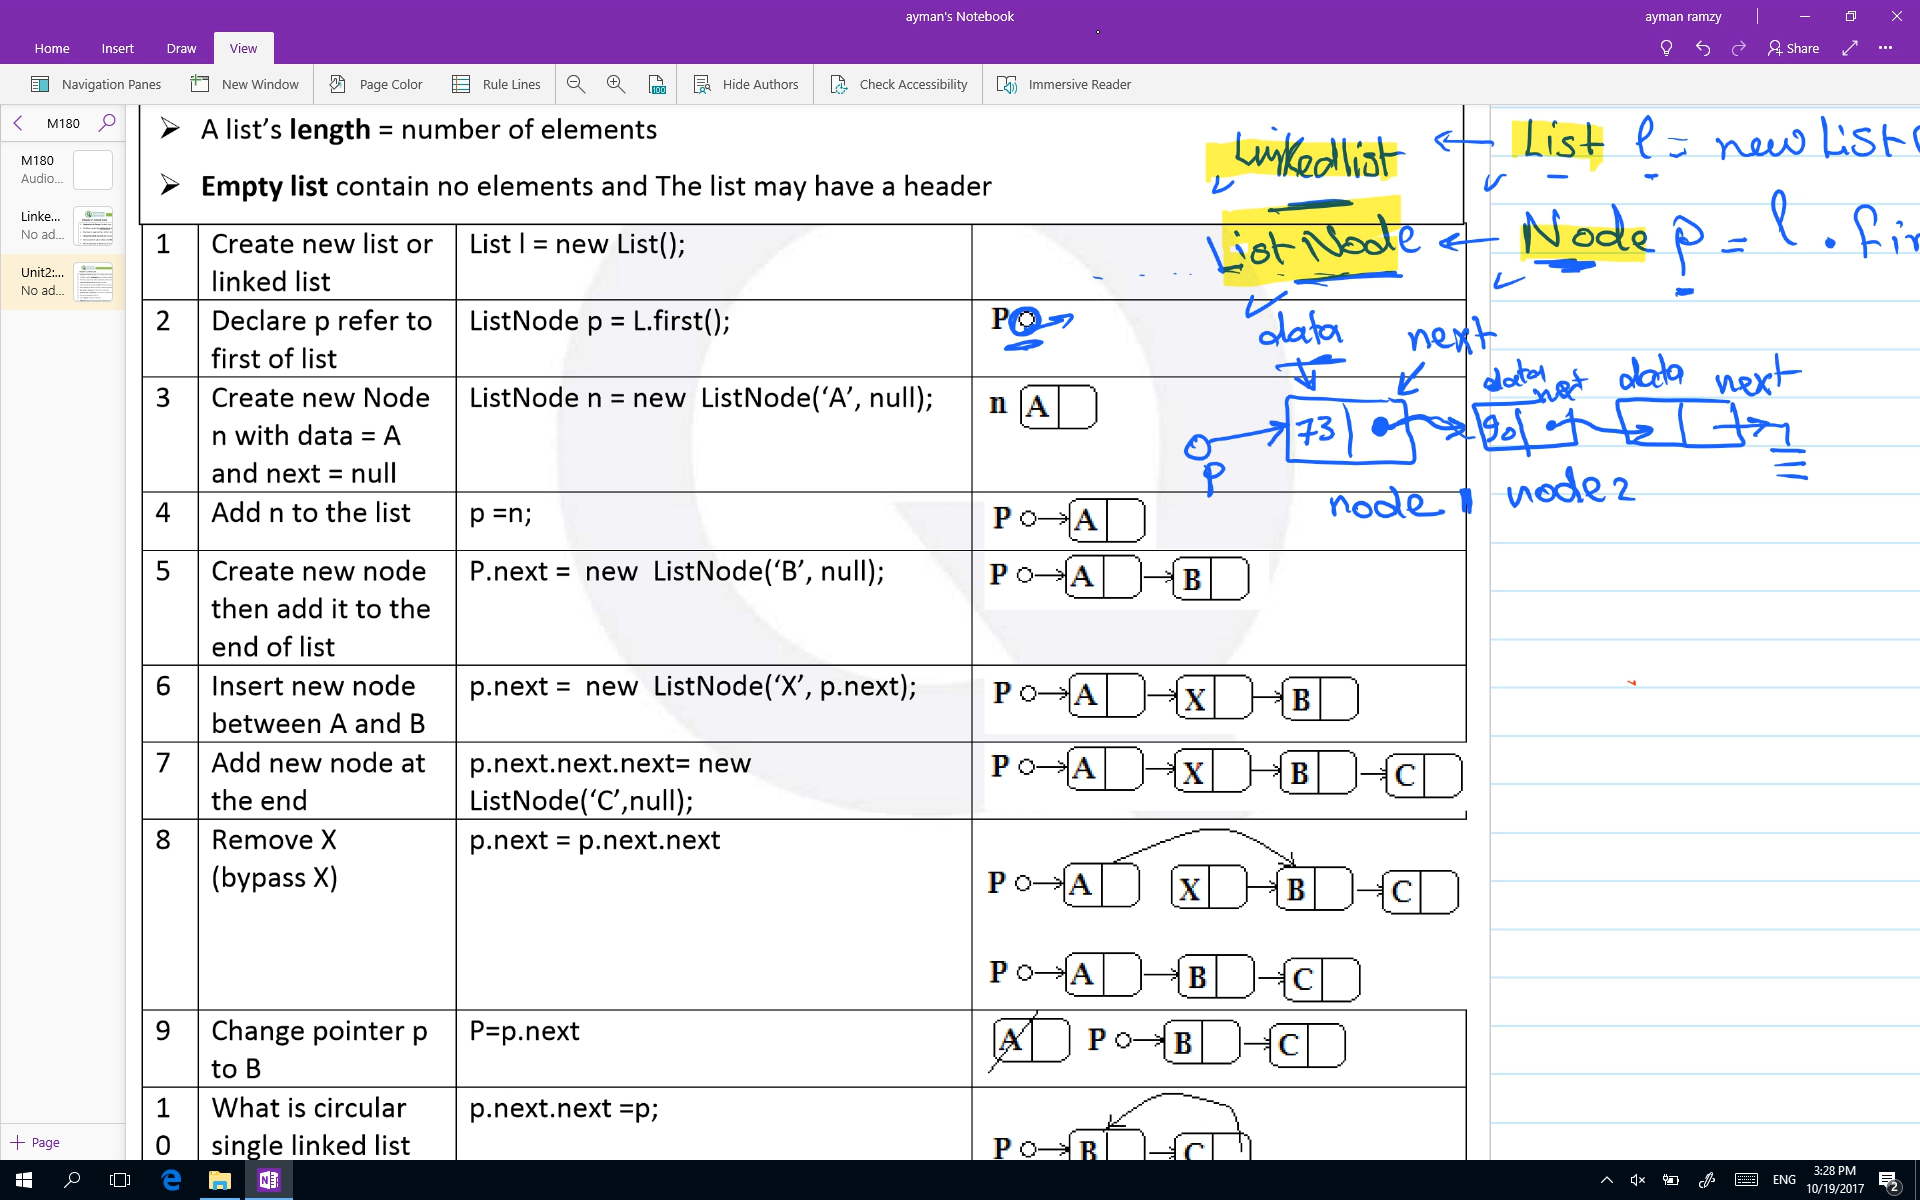 ayman's Notebook
ayman ramzy
Home Insert Draw View
Share
Navigation Panes New Window Page Color Rule Lines 100 Hide Authors Check Accessibility Immersive Reader
M180
M180
Audio...
Linke...
No ad...
Unit2:...
No ad...
Page
➢ A list's length = number of elements
➢ Empty list contain no elements and The list may have a header
Linkedlist ← List l = new List(
ListNode ← Node p = l . fir
1 Create new list or linked list List l = new List();
2 Declare p refer to first of list ListNode p = L.first(); P
data next
data next data next
73 90
p
node 1 node 2
3 Create new Node n with data = A and next = null ListNode n = new ListNode('A', null); n A
4 Add n to the list p =n; P A
5 Create new node then add it to the end of list P.next = new ListNode('B', null); P A B
6 Insert new node between A and B p.next = new ListNode('X', p.next); P A X B
7 Add new node at the end p.next.next.next= new ListNode('C',null); P A X B C
8 Remove X (bypass X) p.next = p.next.next P A X B C
P A B C
9 Change pointer p to B P=p.next A P B C
10 What is circular single linked list p.next.next =p; P B C
ENG
3:28 PM
10/19/2017
2